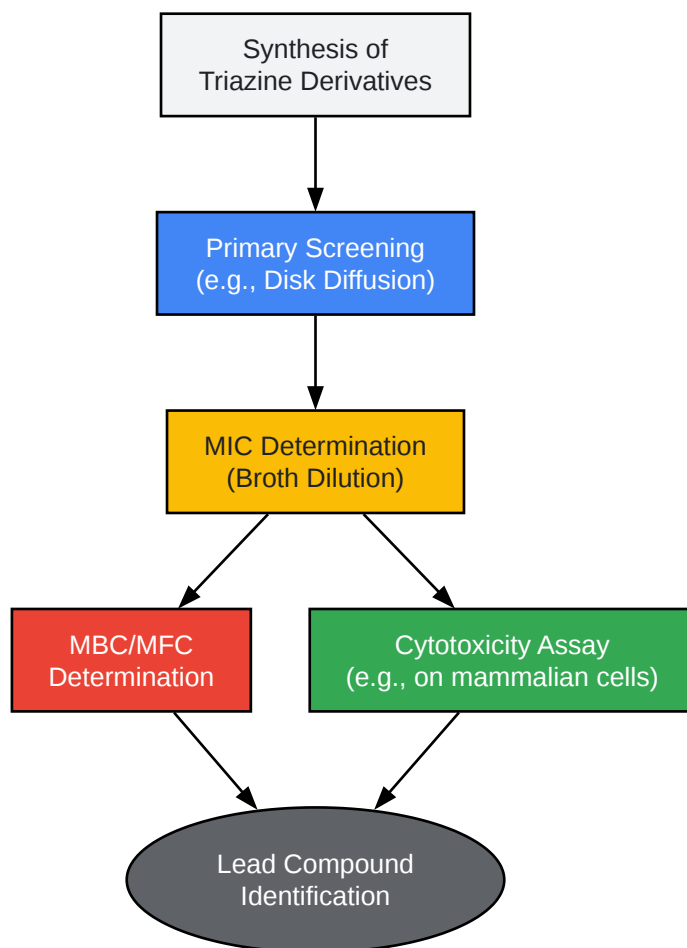 Synthesis of
Triazine Derivatives
Primary Screening
(e.g., Disk Diffusion)
MIC Determination
(Broth Dilution)
MBC/MFC
Determination
Cytotoxicity Assay
(e.g., on mammalian cells)
Lead Compound
Identification